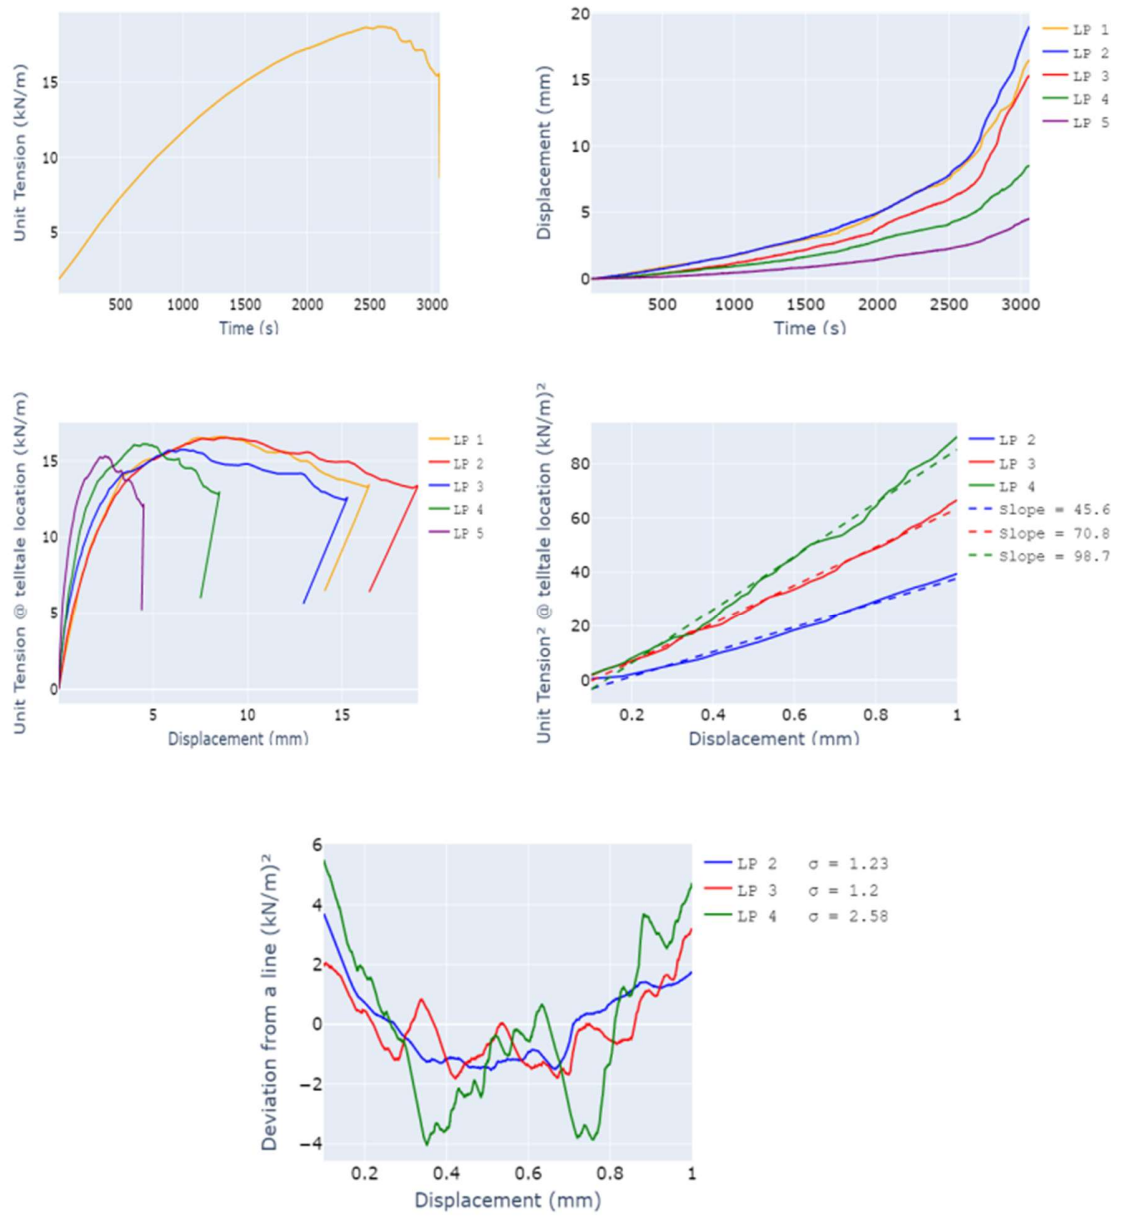 Unit Tension (kN/m)
15
10
5
500 1000 1500 2000 2500 3000
Time (s)
Displacement (mm)
20
15
10
5
0
500 1000 1500 2000 2500 3000
Time (s)
LP 1
LP 2
LP 3
LP 4
LP 5
Unit Tension @ telltale location (kN/m)
15
10
5
0
5 10 15
Displacement (mm)
LP 1
LP 2
LP 3
LP 4
LP 5
Unit Tension² @ telltale location (kN/m)²
80
60
40
20
0
0.2 0.4 0.6 0.8 1
Displacement (mm)
LP 2
LP 3
LP 4
Slope = 45.6
Slope = 70.8
Slope = 98.7
Deviation from a line (kN/m)²
6
4
2
0
−2
−4
0.2 0.4 0.6 0.8 1
Displacement (mm)
LP 2 σ = 1.23
LP 3 σ = 1.2
LP 4 σ = 2.58